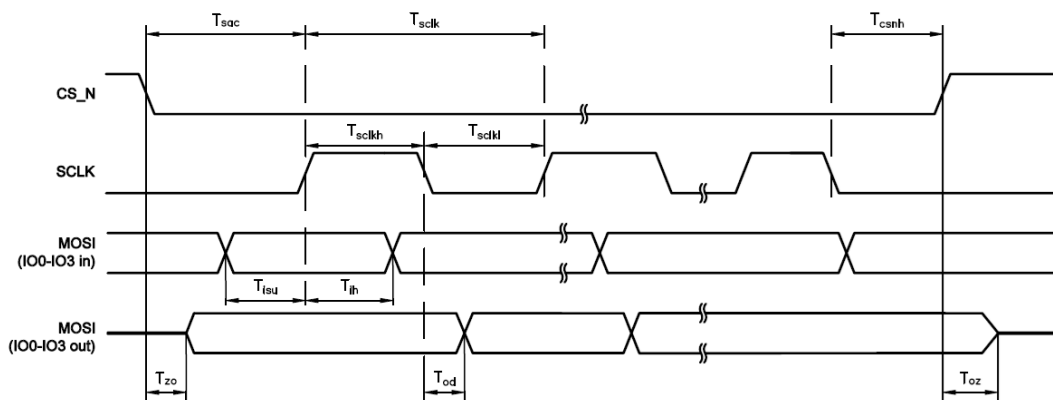 Tsac Tsclk Tcsnh
CS_N
Tsclkh Tsclkl
SCLK
MOSI
(IO0-IO3 in)
Tisu Tih
MOSI
(IO0-IO3 out)
Tzo Tod Toz